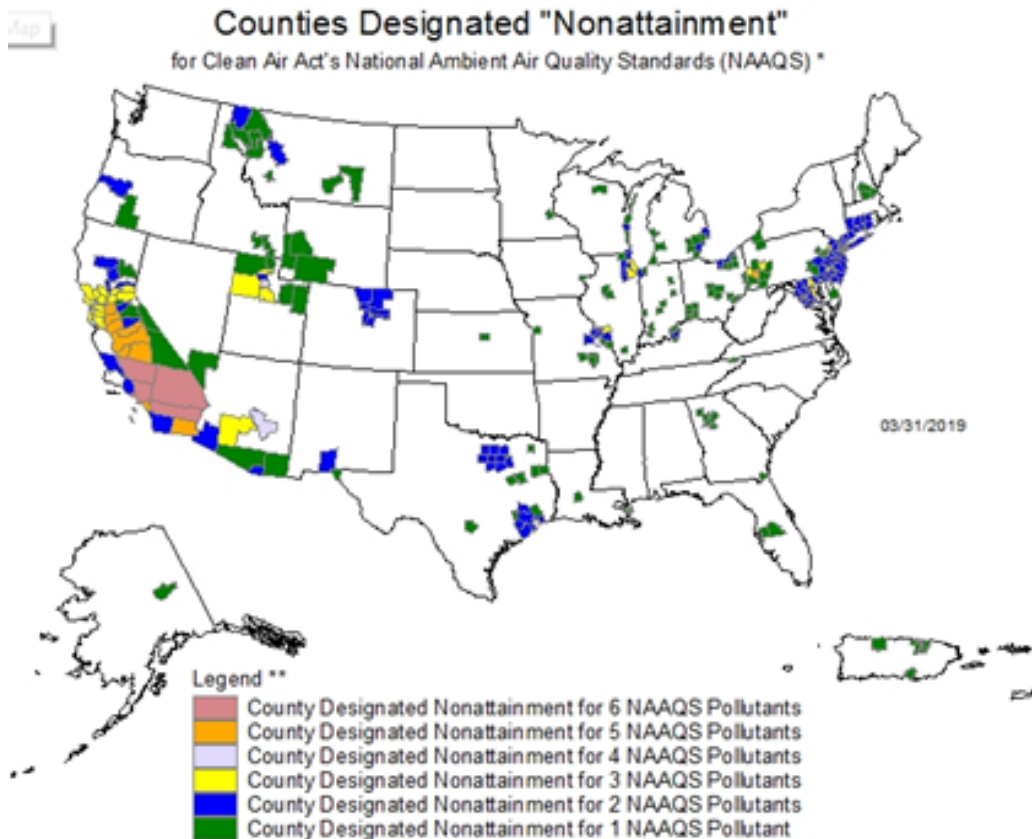 Map
Counties Designated "Nonattainment"
for Clean Air Act's National Ambient Air Quality Standards (NAAQS) *
03/31/2019
Legend **
County Designated Nonattainment for 6 NAAQS Pollutants
County Designated Nonattainment for 5 NAAQS Pollutants
County Designated Nonattainment for 4 NAAQS Pollutants
County Designated Nonattainment for 3 NAAQS Pollutants
County Designated Nonattainment for 2 NAAQS Pollutants
County Designated Nonattainment for 1 NAAQS Pollutant